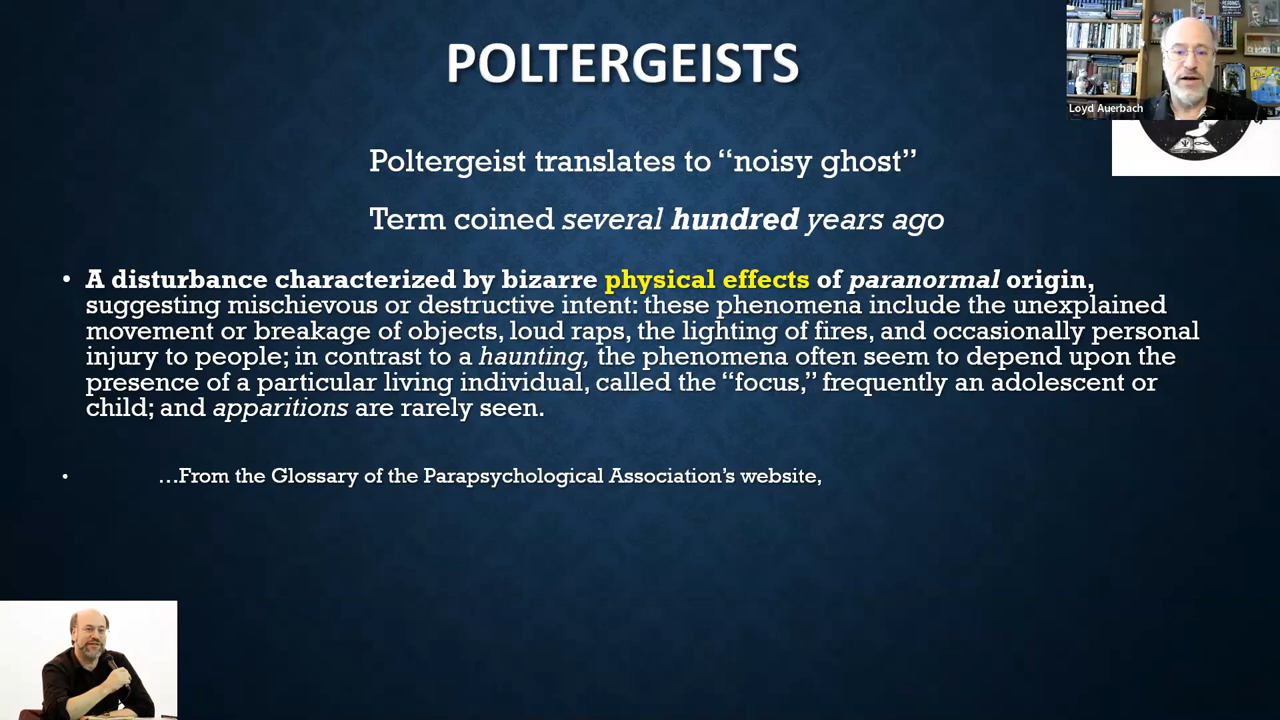 POLTERGEISTS
Loyd Auerbach
Poltergeist translates to “noisy ghost”
Term coined several hundred years ago
• A disturbance characterized by bizarre physical effects of paranormal origin,
suggesting mischievous or destructive intent: these phenomena include the unexplained
movement or breakage of objects, loud raps, the lighting of fires, and occasionally personal
injury to people; in contrast to a haunting, the phenomena often seem to depend upon the
presence of a particular living individual, called the “focus,” frequently an adolescent or
child; and apparitions are rarely seen.
• …From the Glossary of the Parapsychological Association’s website,